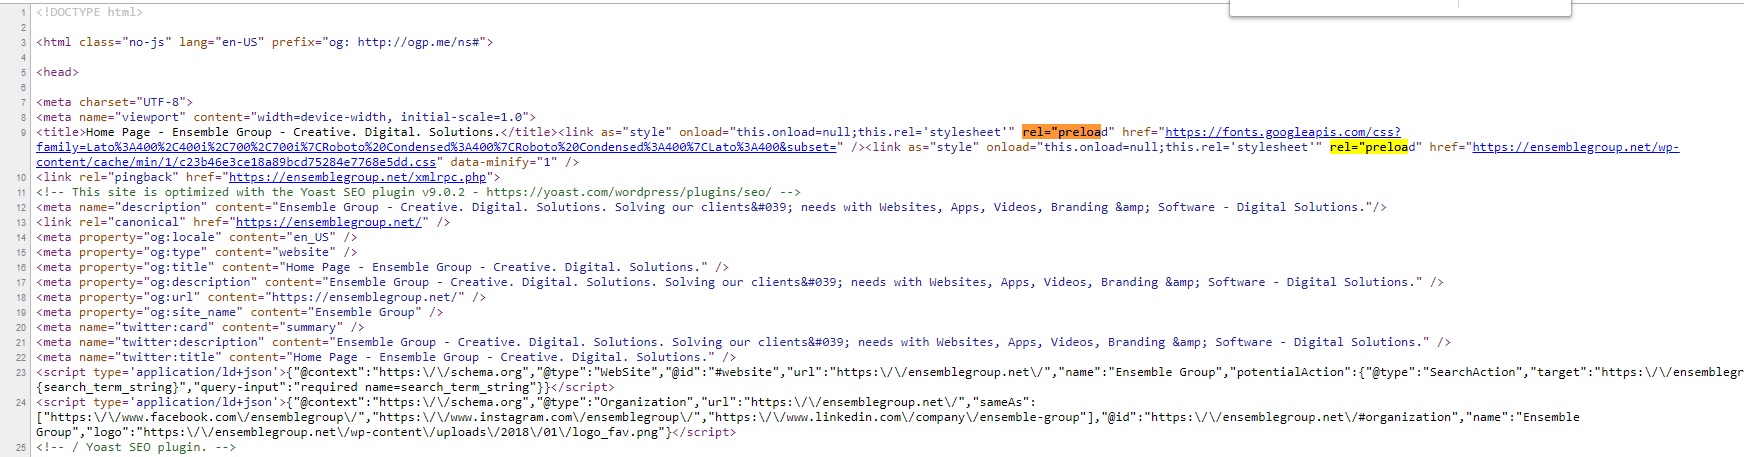 1 <!DOCTYPE html>
2
3 <html class="no-js" lang="en-US" prefix="og: http://ogp.me/ns#">
4
5 <head>
6
7 <meta charset="UTF-8">
8 <meta name="viewport" content="width=device-width, initial-scale=1.0">
9 <title>Home Page - Ensemble Group - Creative. Digital. Solutions.</title><link as="style" onload="this.onload=null;this.rel='stylesheet'" rel="preload" href="https://fonts.googleapis.com/css?
family=Lato%3A400%2C400i%2C700%2C700i%7CRoboto%20Condensed%3A400%7CRoboto%20Condensed%3A400%7CLato%3A400&subset=" /><link as="style" onload="this.onload=null;this.rel='stylesheet'" rel="preload" href="https://ensemblegroup.net/wp-
content/cache/min/1/c23b46e3ce18a89bcd75284e7768e5dd.css" data-minify="1" />
10 <link rel="pingback" href="https://ensemblegroup.net/xmlrpc.php">
11 <!-- This site is optimized with the Yoast SEO plugin v9.0.2 - https://yoast.com/wordpress/plugins/seo/ -->
12 <meta name="description" content="Ensemble Group - Creative. Digital. Solutions. Solving our clients&#039; needs with Websites, Apps, Videos, Branding &amp; Software - Digital Solutions."/>
13 <link rel="canonical" href="https://ensemblegroup.net/" />
14 <meta property="og:locale" content="en_US" />
15 <meta property="og:type" content="website" />
16 <meta property="og:title" content="Home Page - Ensemble Group - Creative. Digital. Solutions." />
17 <meta property="og:description" content="Ensemble Group - Creative. Digital. Solutions. Solving our clients&#039; needs with Websites, Apps, Videos, Branding &amp; Software - Digital Solutions." />
18 <meta property="og:url" content="https://ensemblegroup.net/" />
19 <meta property="og:site_name" content="Ensemble Group" />
20 <meta name="twitter:card" content="summary" />
21 <meta name="twitter:description" content="Ensemble Group - Creative. Digital. Solutions. Solving our clients&#039; needs with Websites, Apps, Videos, Branding &amp; Software - Digital Solutions." />
22 <meta name="twitter:title" content="Home Page - Ensemble Group - Creative. Digital. Solutions." />
23 <script type='application/ld+json'>{"@context":"https:\/\/schema.org","@type":"WebSite","@id":"#website","url":"https:\/\/ensemblegroup.net\/","name":"Ensemble Group","potentialAction":{"@type":"SearchAction","target":"https:\/\/ensemblegr
{search_term_string}","query-input":"required name=search_term_string"}}</script>
24 <script type='application/ld+json'>{"@context":"https:\/\/schema.org","@type":"Organization","url":"https:\/\/ensemblegroup.net\/","sameAs":
["https:\/\/www.facebook.com\/ensemblegroup\/","https:\/\/www.instagram.com\/ensemblegroup\/","https:\/\/www.linkedin.com\/company\/ensemble-group"],"@id":"https:\/\/ensemblegroup.net\/#organization","name":"Ensemble
Group","logo":"https:\/\/ensemblegroup.net\/wp-content\/uploads\/2018\/01\/logo_fav.png"}</script>
25 <!-- / Yoast SEO plugin. -->